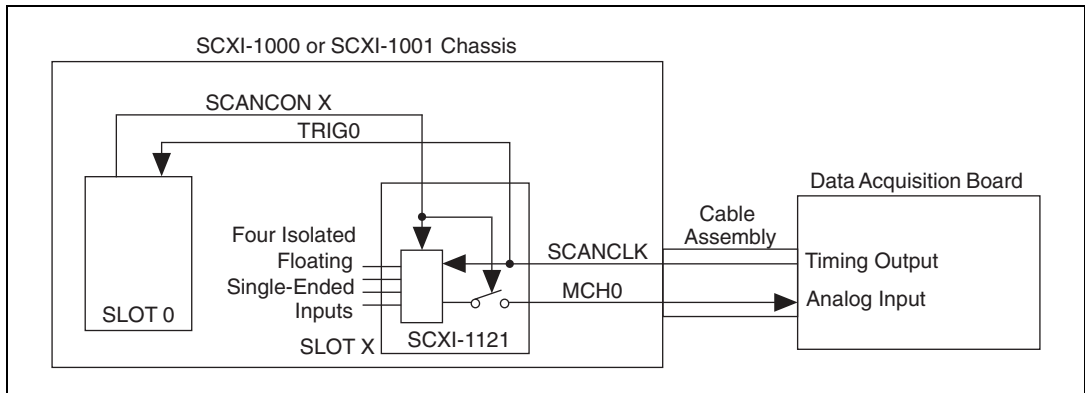 SCXI-1000 or SCXI-1001 Chassis
SCANCON X
TRIG0
Data Acquisition Board
Cable
Assembly
Four Isolated
Floating
Single-Ended
Inputs
SCANCLK
Timing Output
MCH0
Analog Input
SLOT 0
SCXI-1121
SLOT X